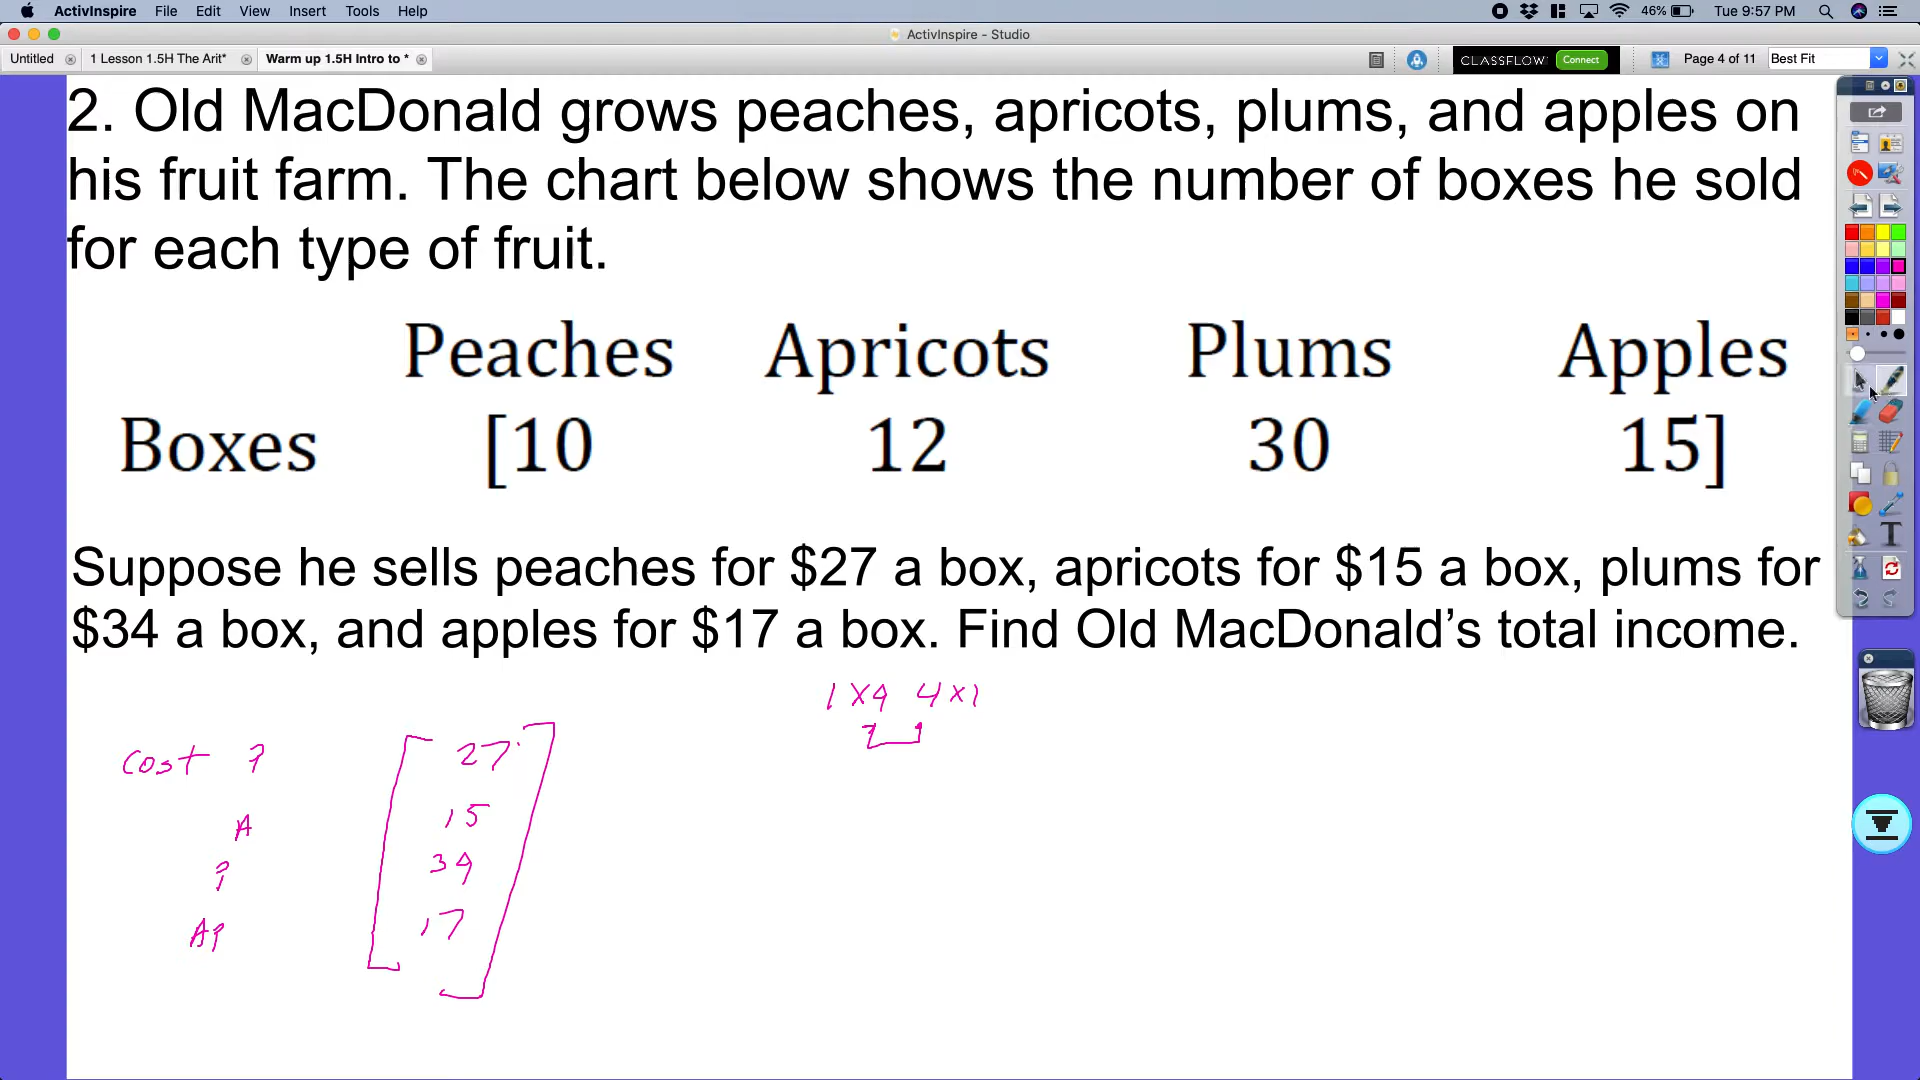 ActivInspire File Edit View Insert Tools Help 46% Tue 9:57 PM
ActivInspire - Studio
Untitled 1 Lesson 1.5H The Arit* Warm up 1.5H Intro to * CLASSFLOW Connect Page 4 of 11 Best Fit
2. Old MacDonald grows peaches, apricots, plums, and apples on
his fruit farm. The chart below shows the number of boxes he sold
for each type of fruit.
Peaches Apricots Plums Apples
Boxes [10 12 30 15]
Suppose he sells peaches for $27 a box, apricots for $15 a box, plums for
$34 a box, and apples for $17 a box. Find Old MacDonald’s total income.
1 x 4 4 x 1
Cost P 27
A 15
P 34
AP 17
T